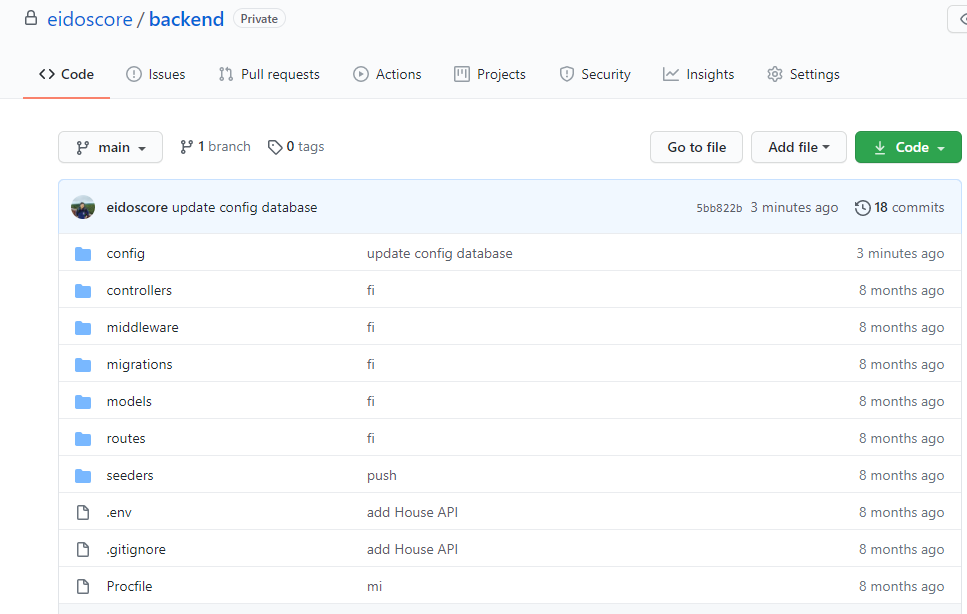 eidoscore / backend Private
Code Issues Pull requests Actions Projects Security Insights Settings
main 1 branch 0 tags Go to file Add file Code
eidoscore update config database 5bb822b 3 minutes ago 18 commits
config update config database 3 minutes ago
controllers fi 8 months ago
middleware fi 8 months ago
migrations fi 8 months ago
models fi 8 months ago
routes fi 8 months ago
seeders push 8 months ago
.env add House API 8 months ago
.gitignore add House API 8 months ago
Procfile mi 8 months ago